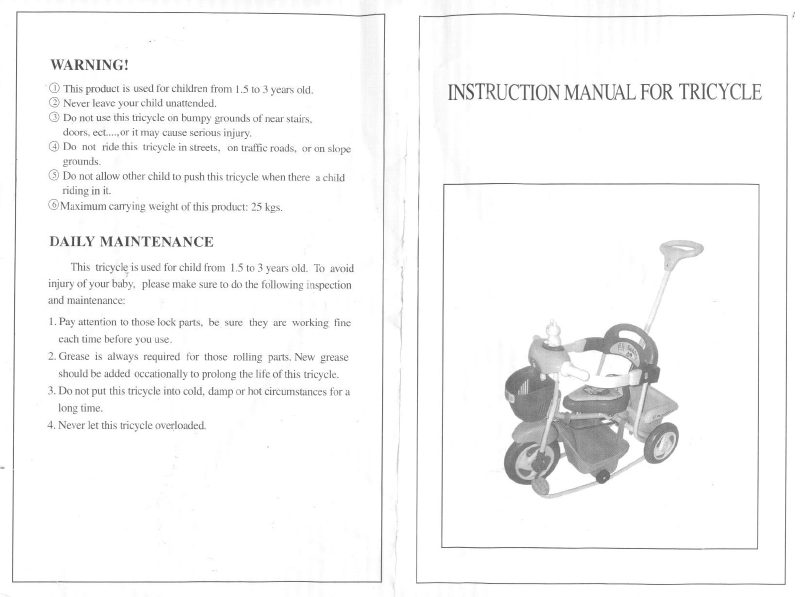 WARNING!
① This product is used for children from 1.5 to 3 years old.
② Never leave your child unattended.
③ Do not use this tricycle on bumpy grounds of near stairs,
doors, ect....,or it may cause serious injury.
④ Do not ride this tricycle in streets, on traffic roads, or on slope
grounds.
⑤ Do not allow other child to push this tricycle when there a child
riding in it.
⑥Maximum carrying weight of this product: 25 kgs.
DAILY MAINTENANCE
This tricycle is used for child from 1.5 to 3 years old. To avoid
injury of your baby, please make sure to do the following inspection
and maintenance:
1. Pay attention to those lock parts, be sure they are working fine
each time before you use.
2. Grease is always required for those rolling parts. New grease
should be added occationally to prolong the life of this tricycle.
3. Do not put this tricycle into cold, damp or hot circumstances for a
long time.
4. Never let this tricycle overloaded.
INSTRUCTION MANUAL FOR TRICYCLE